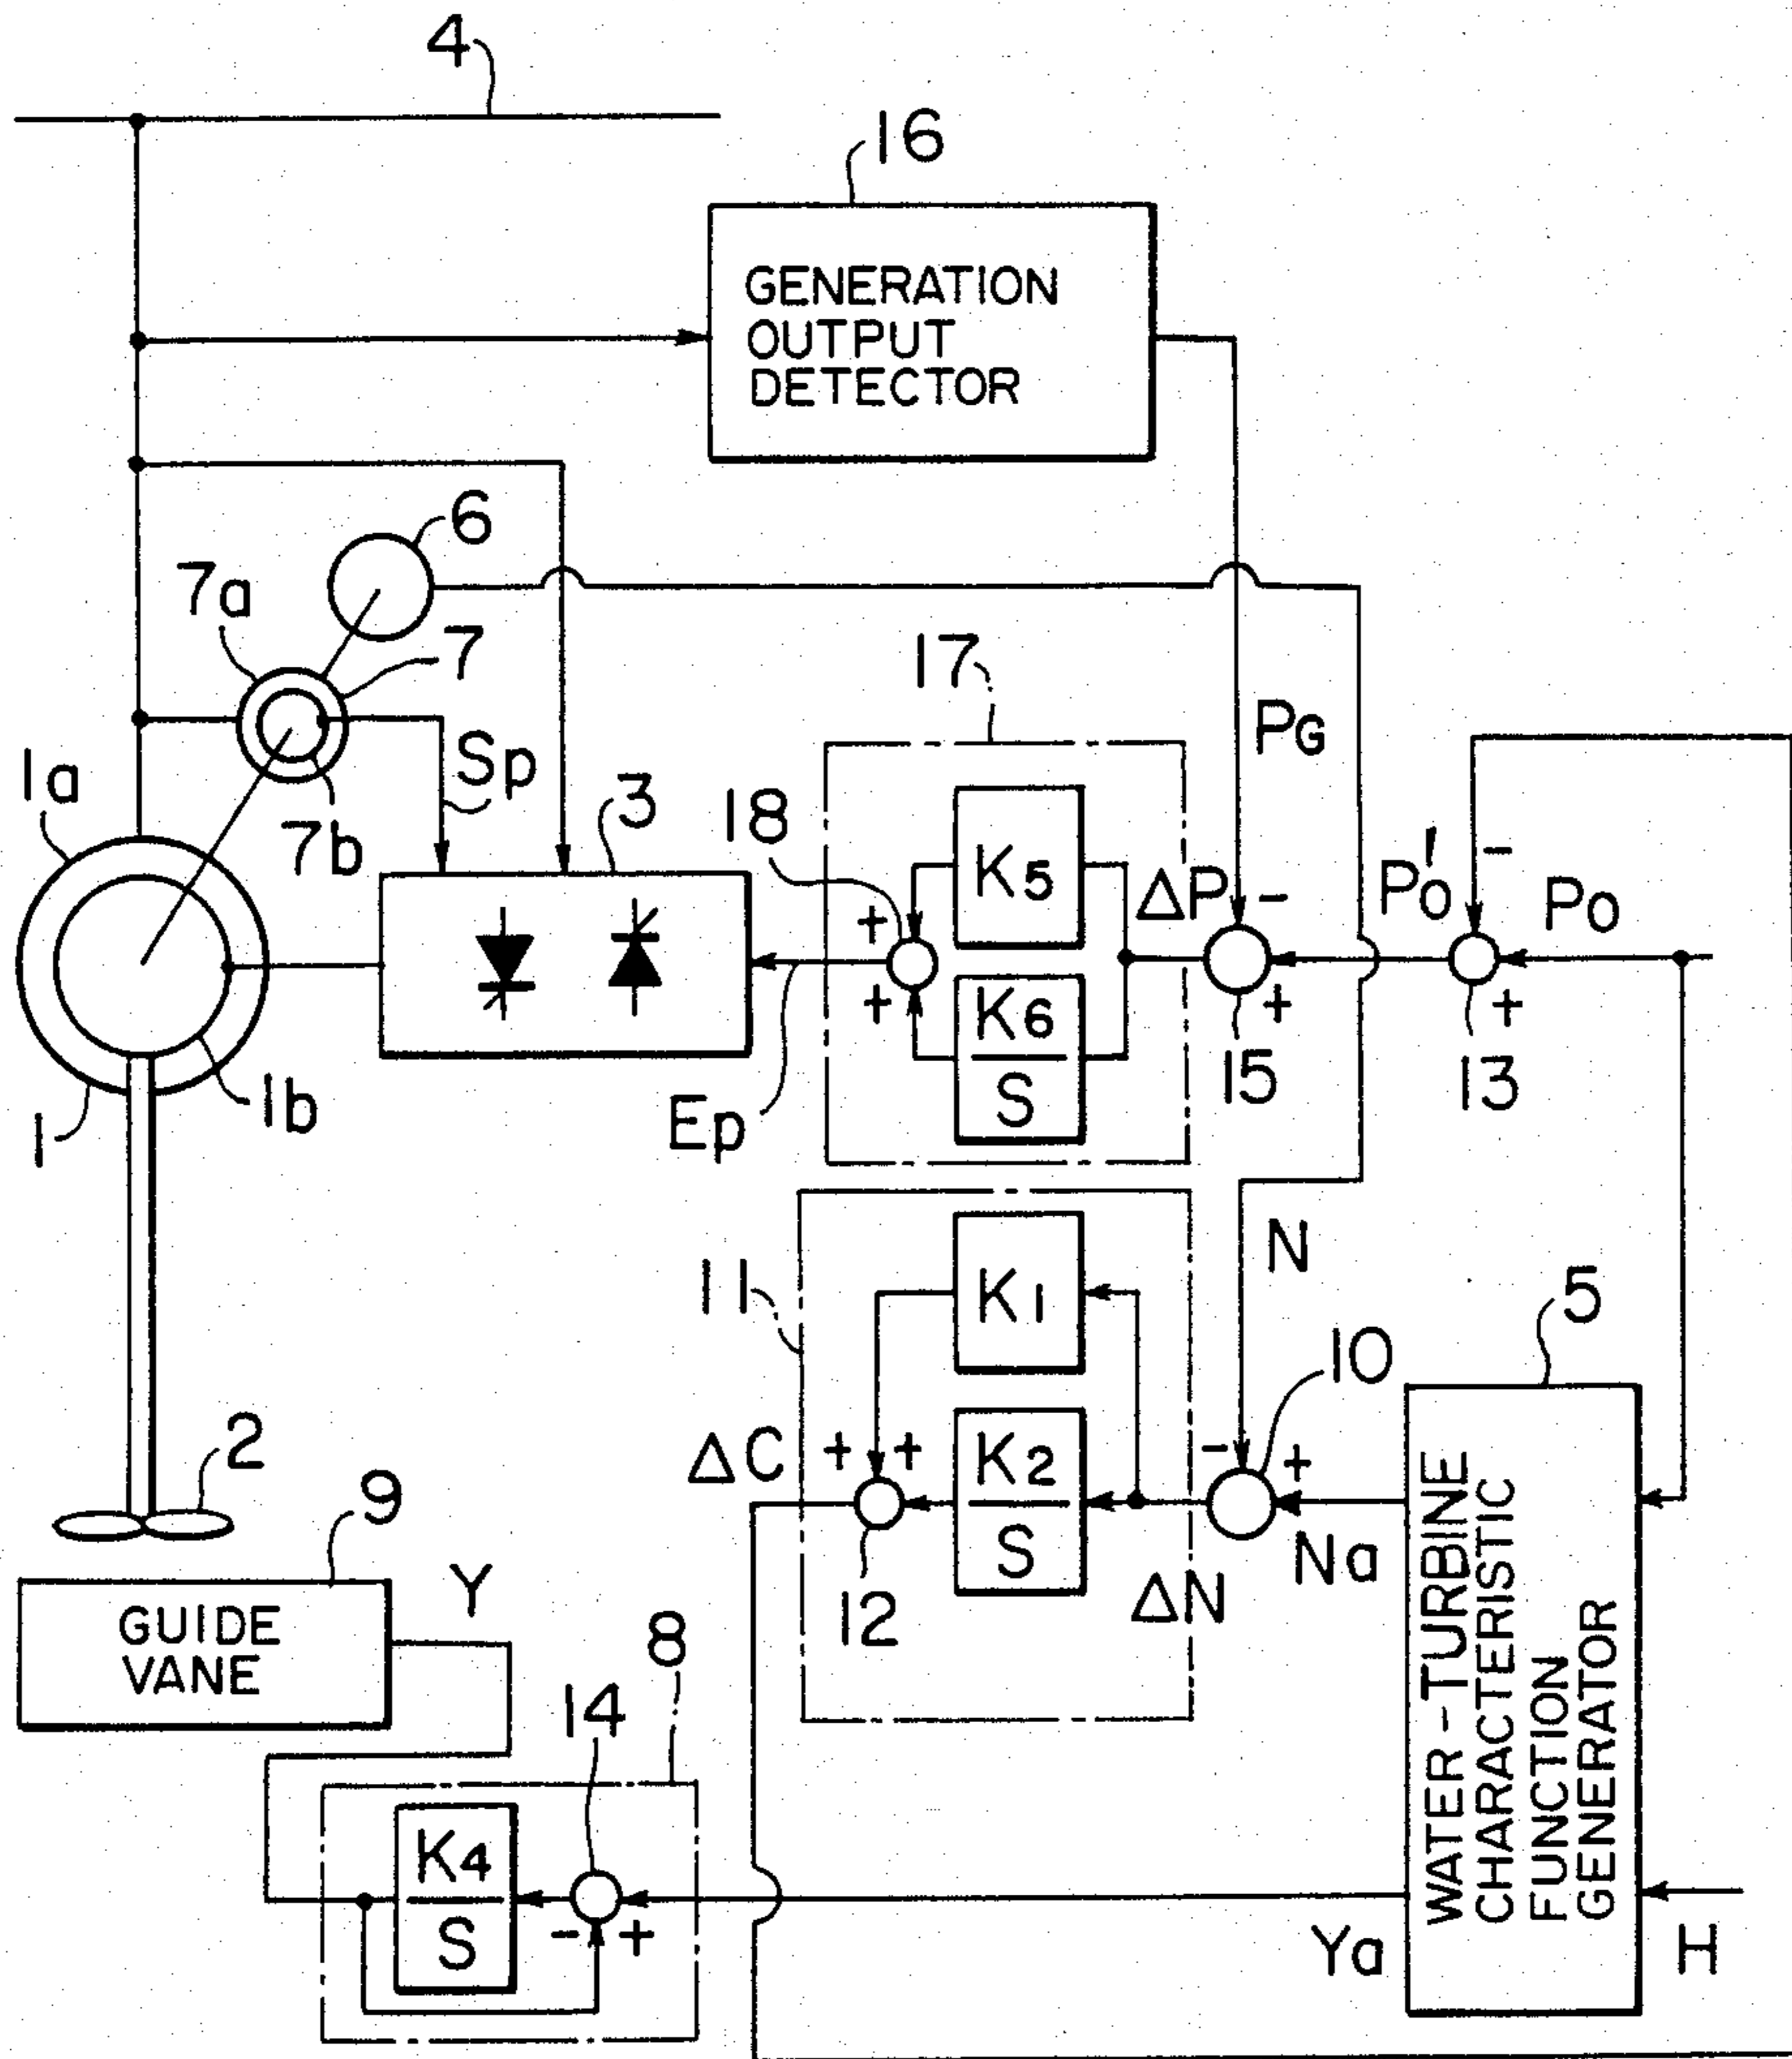 4
16
GENERATION
OUTPUT
DETECTOR
6
7a
7
17
PG
Sp
1a
3
7b
18
K5
ΔP
-
Po'
-
Po
+
+
K6
S
+
15
+
13
Ep
1b
1
N
11
K1
5
10
2
ΔC
+
+
K2
S
-
+
Na
9
Y
12
ΔN
GUIDE
VANE
8
14
WATER-TURBINE
CHARACTERISTIC
FUNCTION
GENERATOR
K4
S
-
+
Ya
H